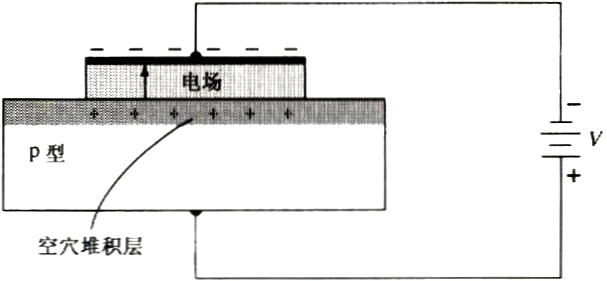 − − − − − −
电场
+ + + + + +
p 型
空穴堆积层
−
V
+